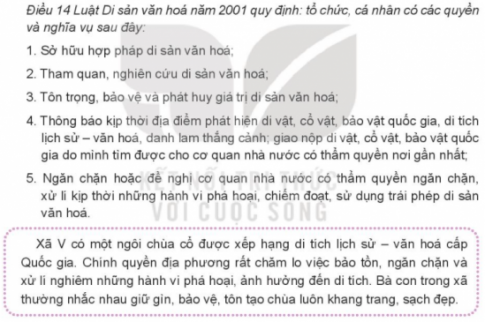 Điều 14 Luật Di sản văn hoá năm 2001 quy định: tổ chức, cá nhân có các quyền
và nghĩa vụ sau đây:
1. Sở hữu hợp pháp di sản văn hoá;
2. Tham quan, nghiên cứu di sản văn hoá;
3. Tôn trọng, bảo vệ và phát huy giá trị di sản văn hoá;
4. Thông báo kịp thời địa điểm phát hiện di vật, cổ vật, bảo vật quốc gia, di tích
lịch sử – văn hoá, danh lam thắng cảnh; giao nộp di vật, cổ vật, bảo vật quốc
gia do mình tìm được cho cơ quan nhà nước có thẩm quyền nơi gần nhất;
5. Ngăn chặn hoặc đề nghị cơ quan nhà nước có thẩm quyền ngăn chặn,
xử lí kịp thời những hành vi phá hoại, chiếm đoạt, sử dụng trái phép di sản
văn hoá.
KẾT NỐI TRI THỨC
VỚI CUỘC SỐNG
Xã V có một ngôi chùa cổ được xếp hạng di tích lịch sử – văn hoá cấp
Quốc gia. Chính quyền địa phương rất chăm lo việc bảo tồn, ngăn chặn và
xử lí nghiêm những hành vi phá hoại, ảnh hưởng đến di tích. Bà con trong xã
thường nhắc nhau giữ gìn, bảo vệ, tôn tạo chùa luôn khang trang, sạch đẹp.